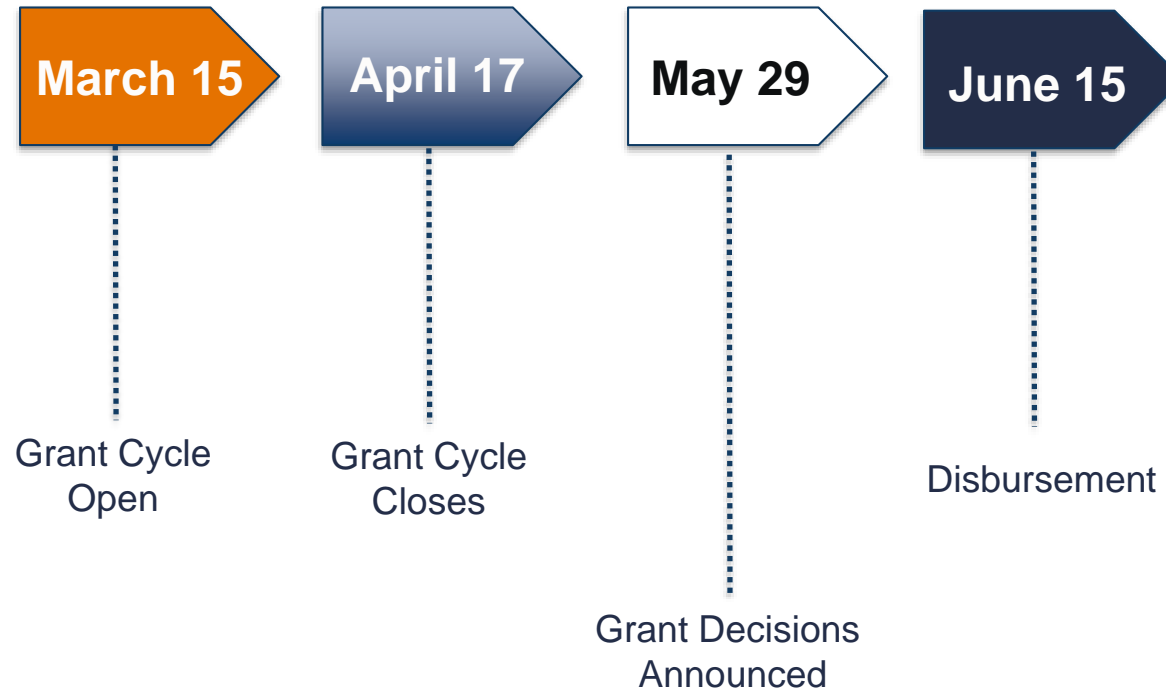 March 15
April 17
May 29
June 15
Grant Cycle
Open
Grant Cycle
Closes
Grant Decisions
Announced
Disbursement